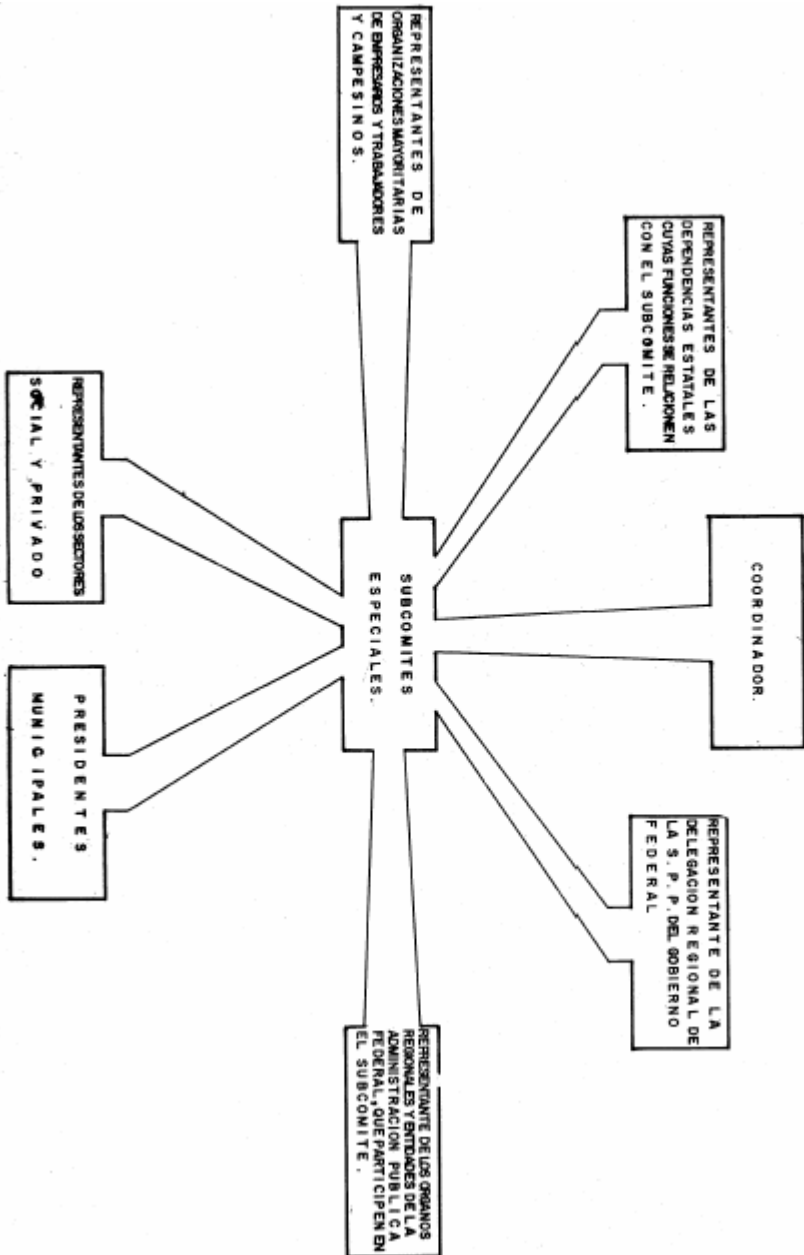 COORDINADOR.
REPRESENTANTES DE LAS
DEPENDENCIAS ESTATALES
CUYAS FUNCIONES SE RELACIONEN
CON EL SUBCOMITE.
REPRESENTANTE DE LA
DELEGACION REGIONAL DE
LA S. P. P. DEL GOBIERNO
FEDERAL
REPRESENTANTES DE
ORGANIZACIONES MAYORITARIAS
DE EMPRESARIOS Y TRABAJADORES
Y CAMPESINOS.
SUBCOMITES
ESPECIALES.
REPRESENTANTE DE LOS ORGANOS
REGIONALES Y ENTIDADES DE LA
ADMINISTRACION PUBLICA
FEDERAL, QUE PARTICIPEN EN
EL SUBCOMITE.
REPRESENTANTES DE LOS SECTORES
SOCIAL Y PRIVADO
PRESIDENTES
MUNICIPALES.